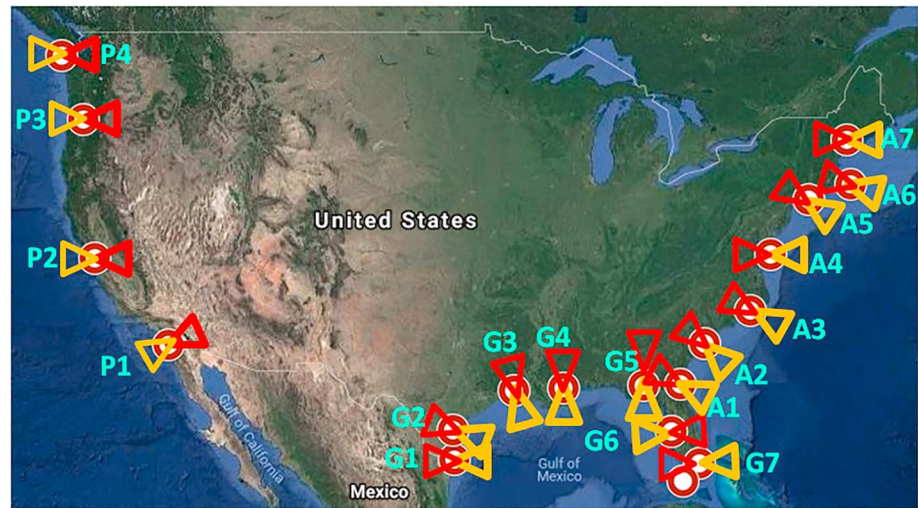 P4
P3
A7
A6
A5
United States
P2
A4
A3
G3
G4
P1
G5
A2
Gulf of California
A1
G2
G6
G1
Gulf of
Mexico
G7
Mexico